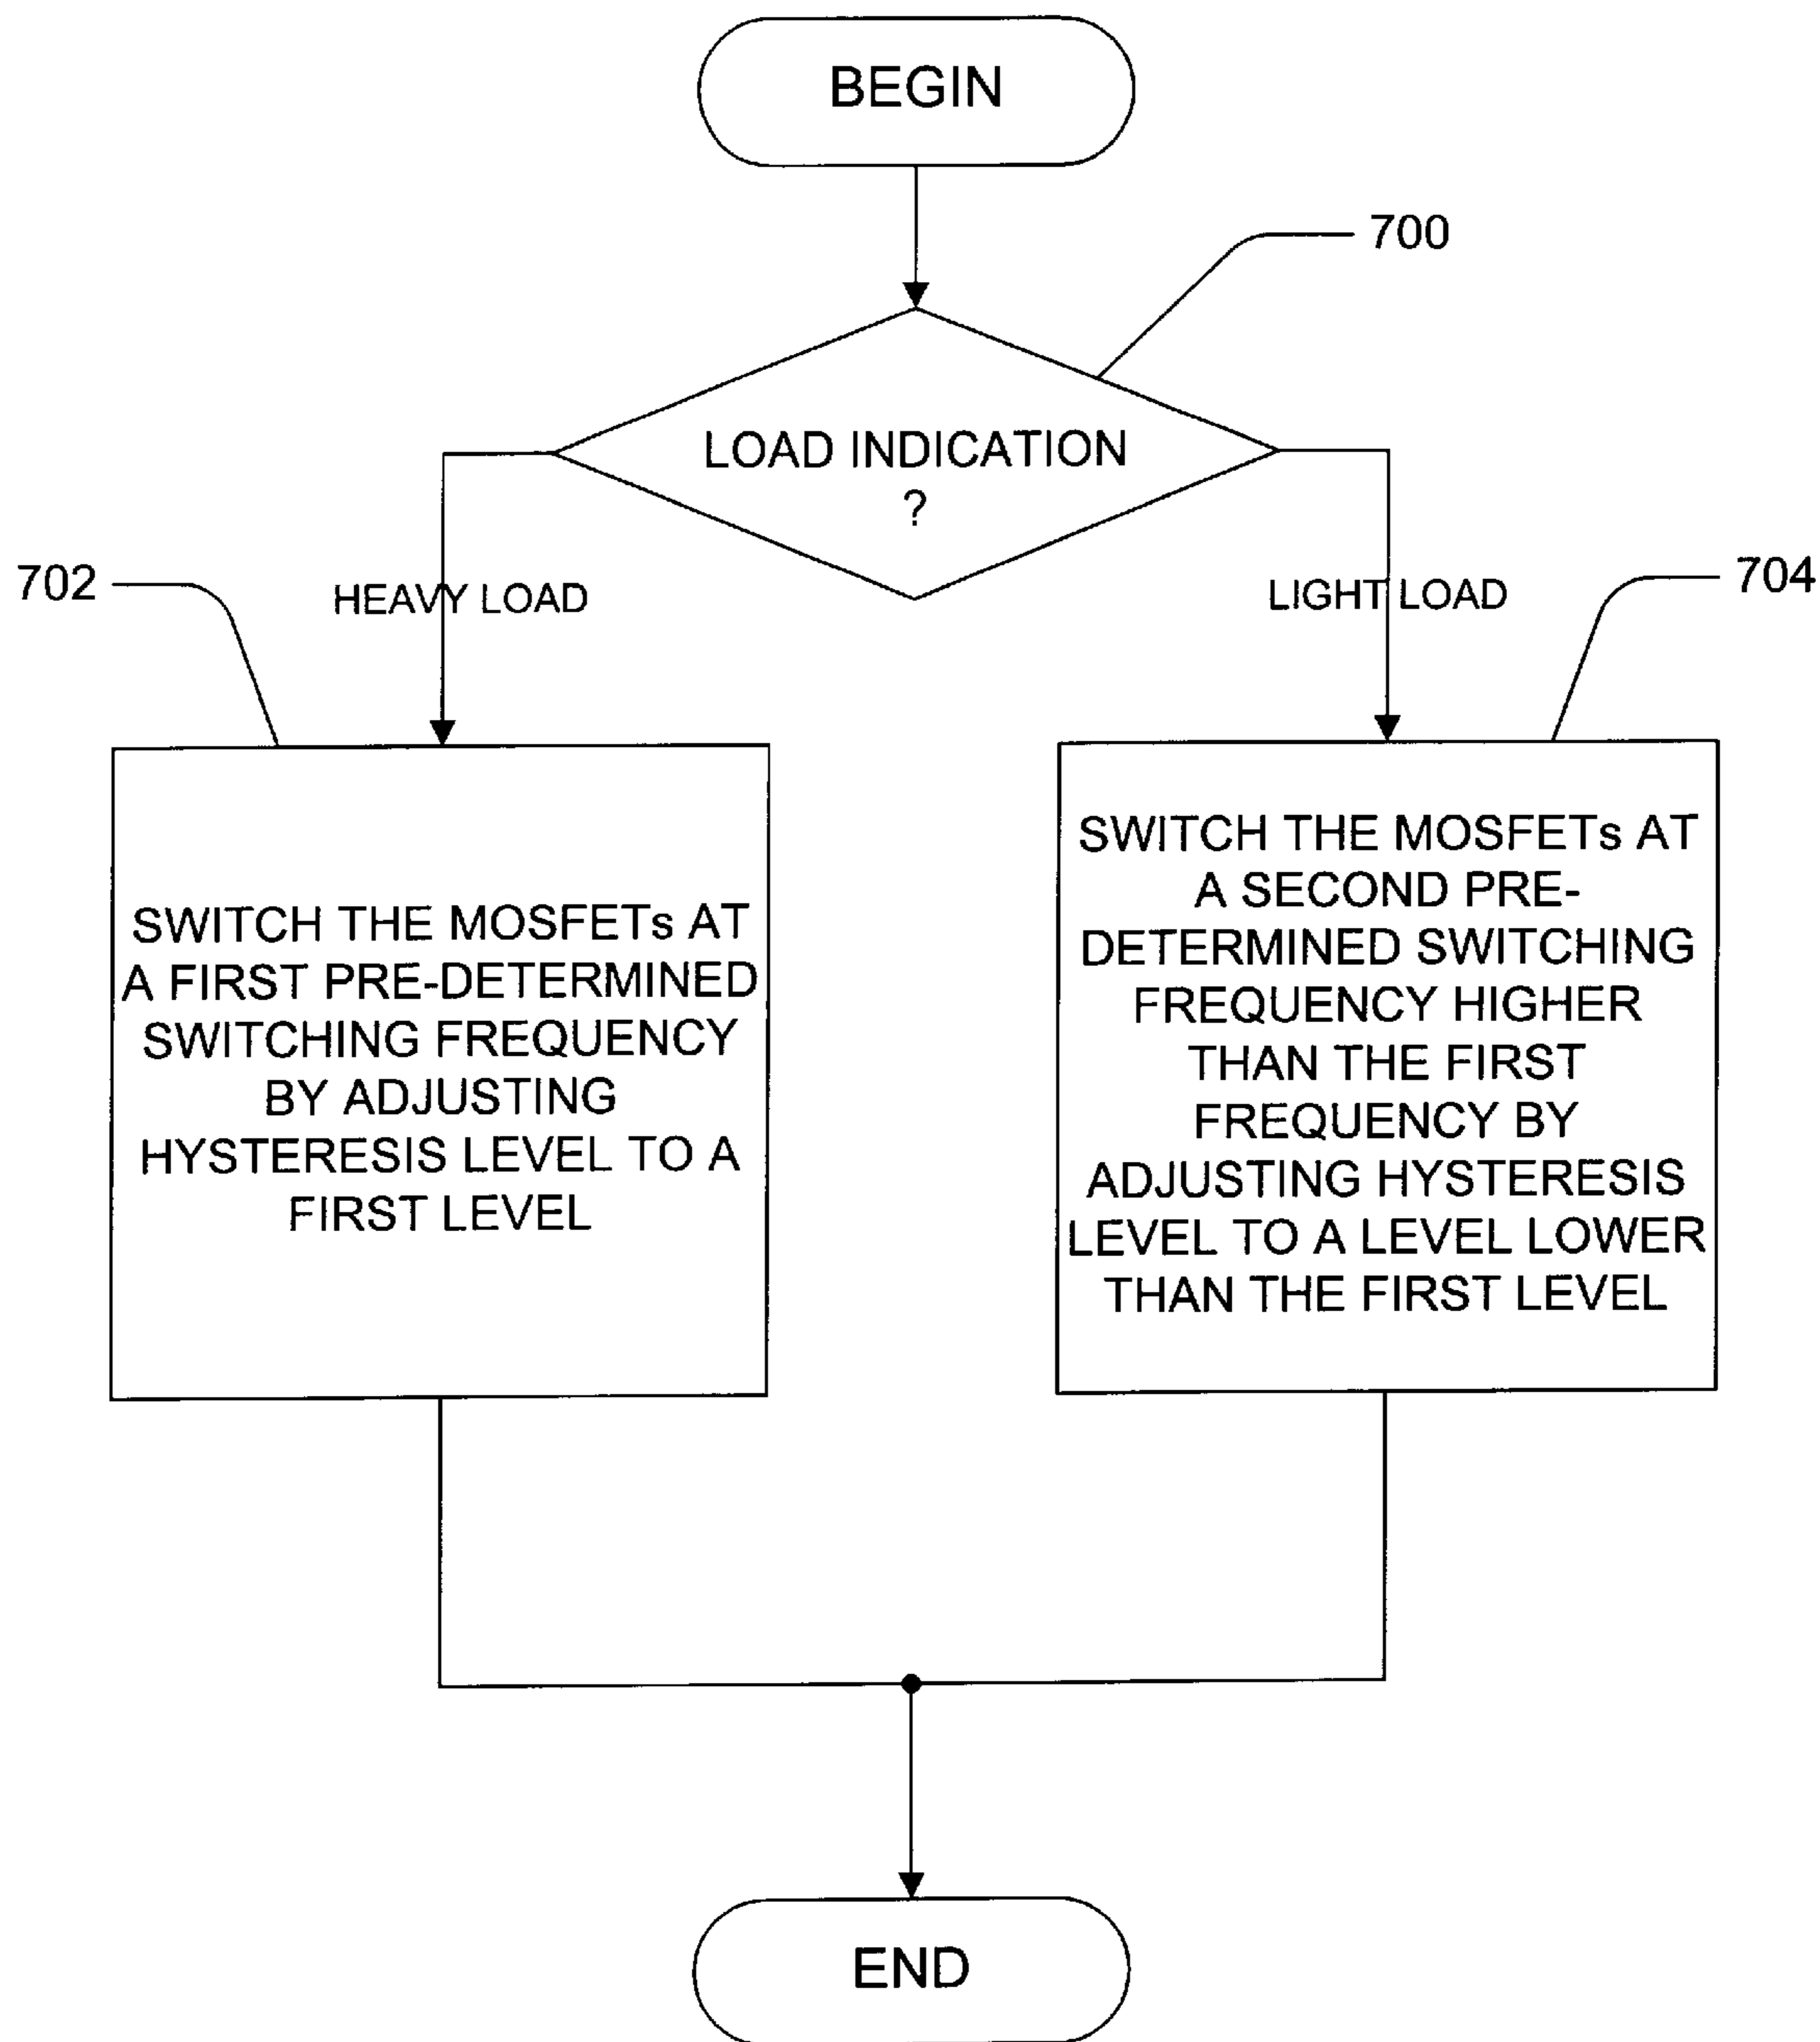 BEGIN
700
LOAD INDICATION
?
702
HEAVY LOAD
LIGHT LOAD
704
SWITCH THE MOSFETs AT
A FIRST PRE-DETERMINED
SWITCHING FREQUENCY
BY ADJUSTING
HYSTERESIS LEVEL TO A
FIRST LEVEL
SWITCH THE MOSFETs AT
A SECOND PRE-
DETERMINED SWITCHING
FREQUENCY HIGHER
THAN THE FIRST
FREQUENCY BY
ADJUSTING HYSTERESIS
LEVEL TO A LEVEL LOWER
THAN THE FIRST LEVEL
END